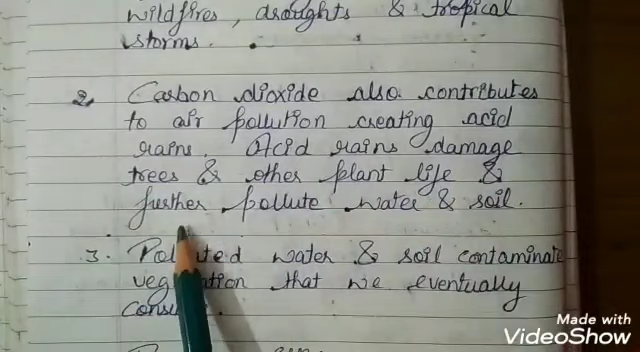 wildfires, droughts & tropical
storms.
2. Carbon dioxide also contributes
to air pollution creating acid
rains. Acid rains damage
trees & other plant life &
further pollute water & soil.
3. Polluted water & soil contaminate
vegetation that we eventually
consume.
Made with
VideoShow